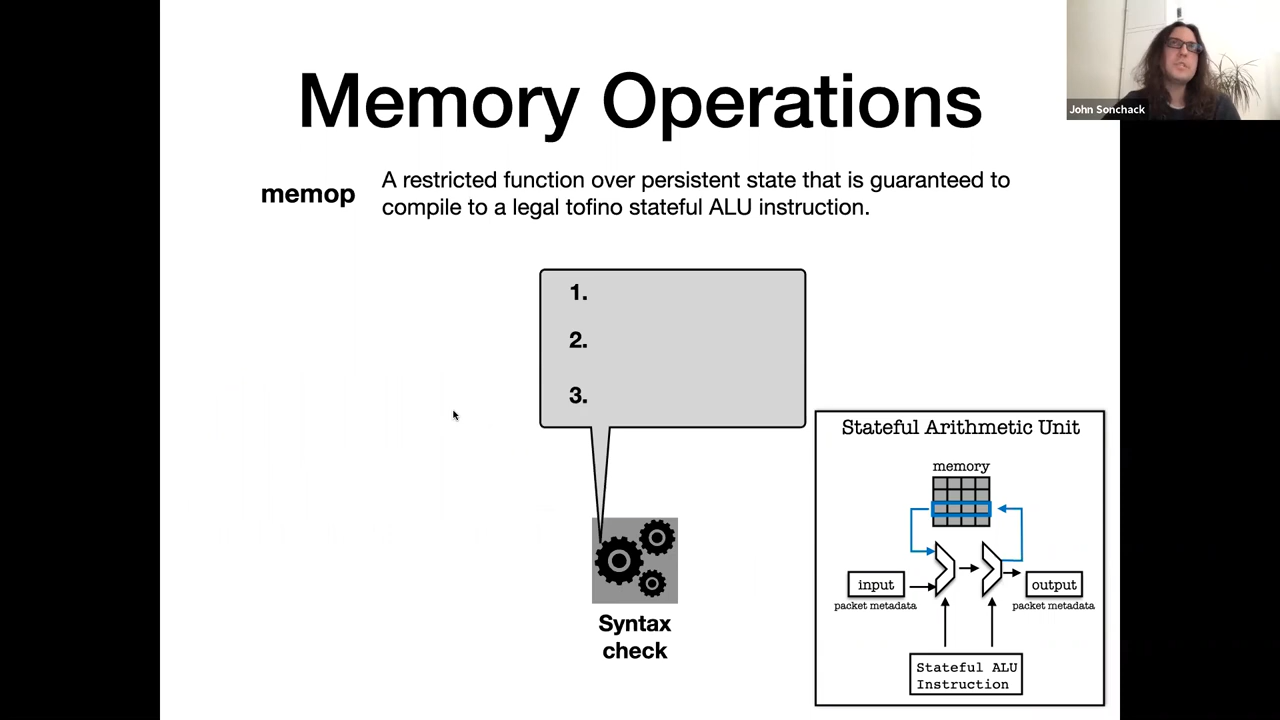 Memory Operations
John Sonchack
memop
A restricted function over persistent state that is guaranteed to
compile to a legal tofino stateful ALU instruction.
1.
2.
3.
Syntax
check
Stateful Arithmetic Unit
memory
input
packet metadata
output
packet metadata
Stateful ALU
Instruction